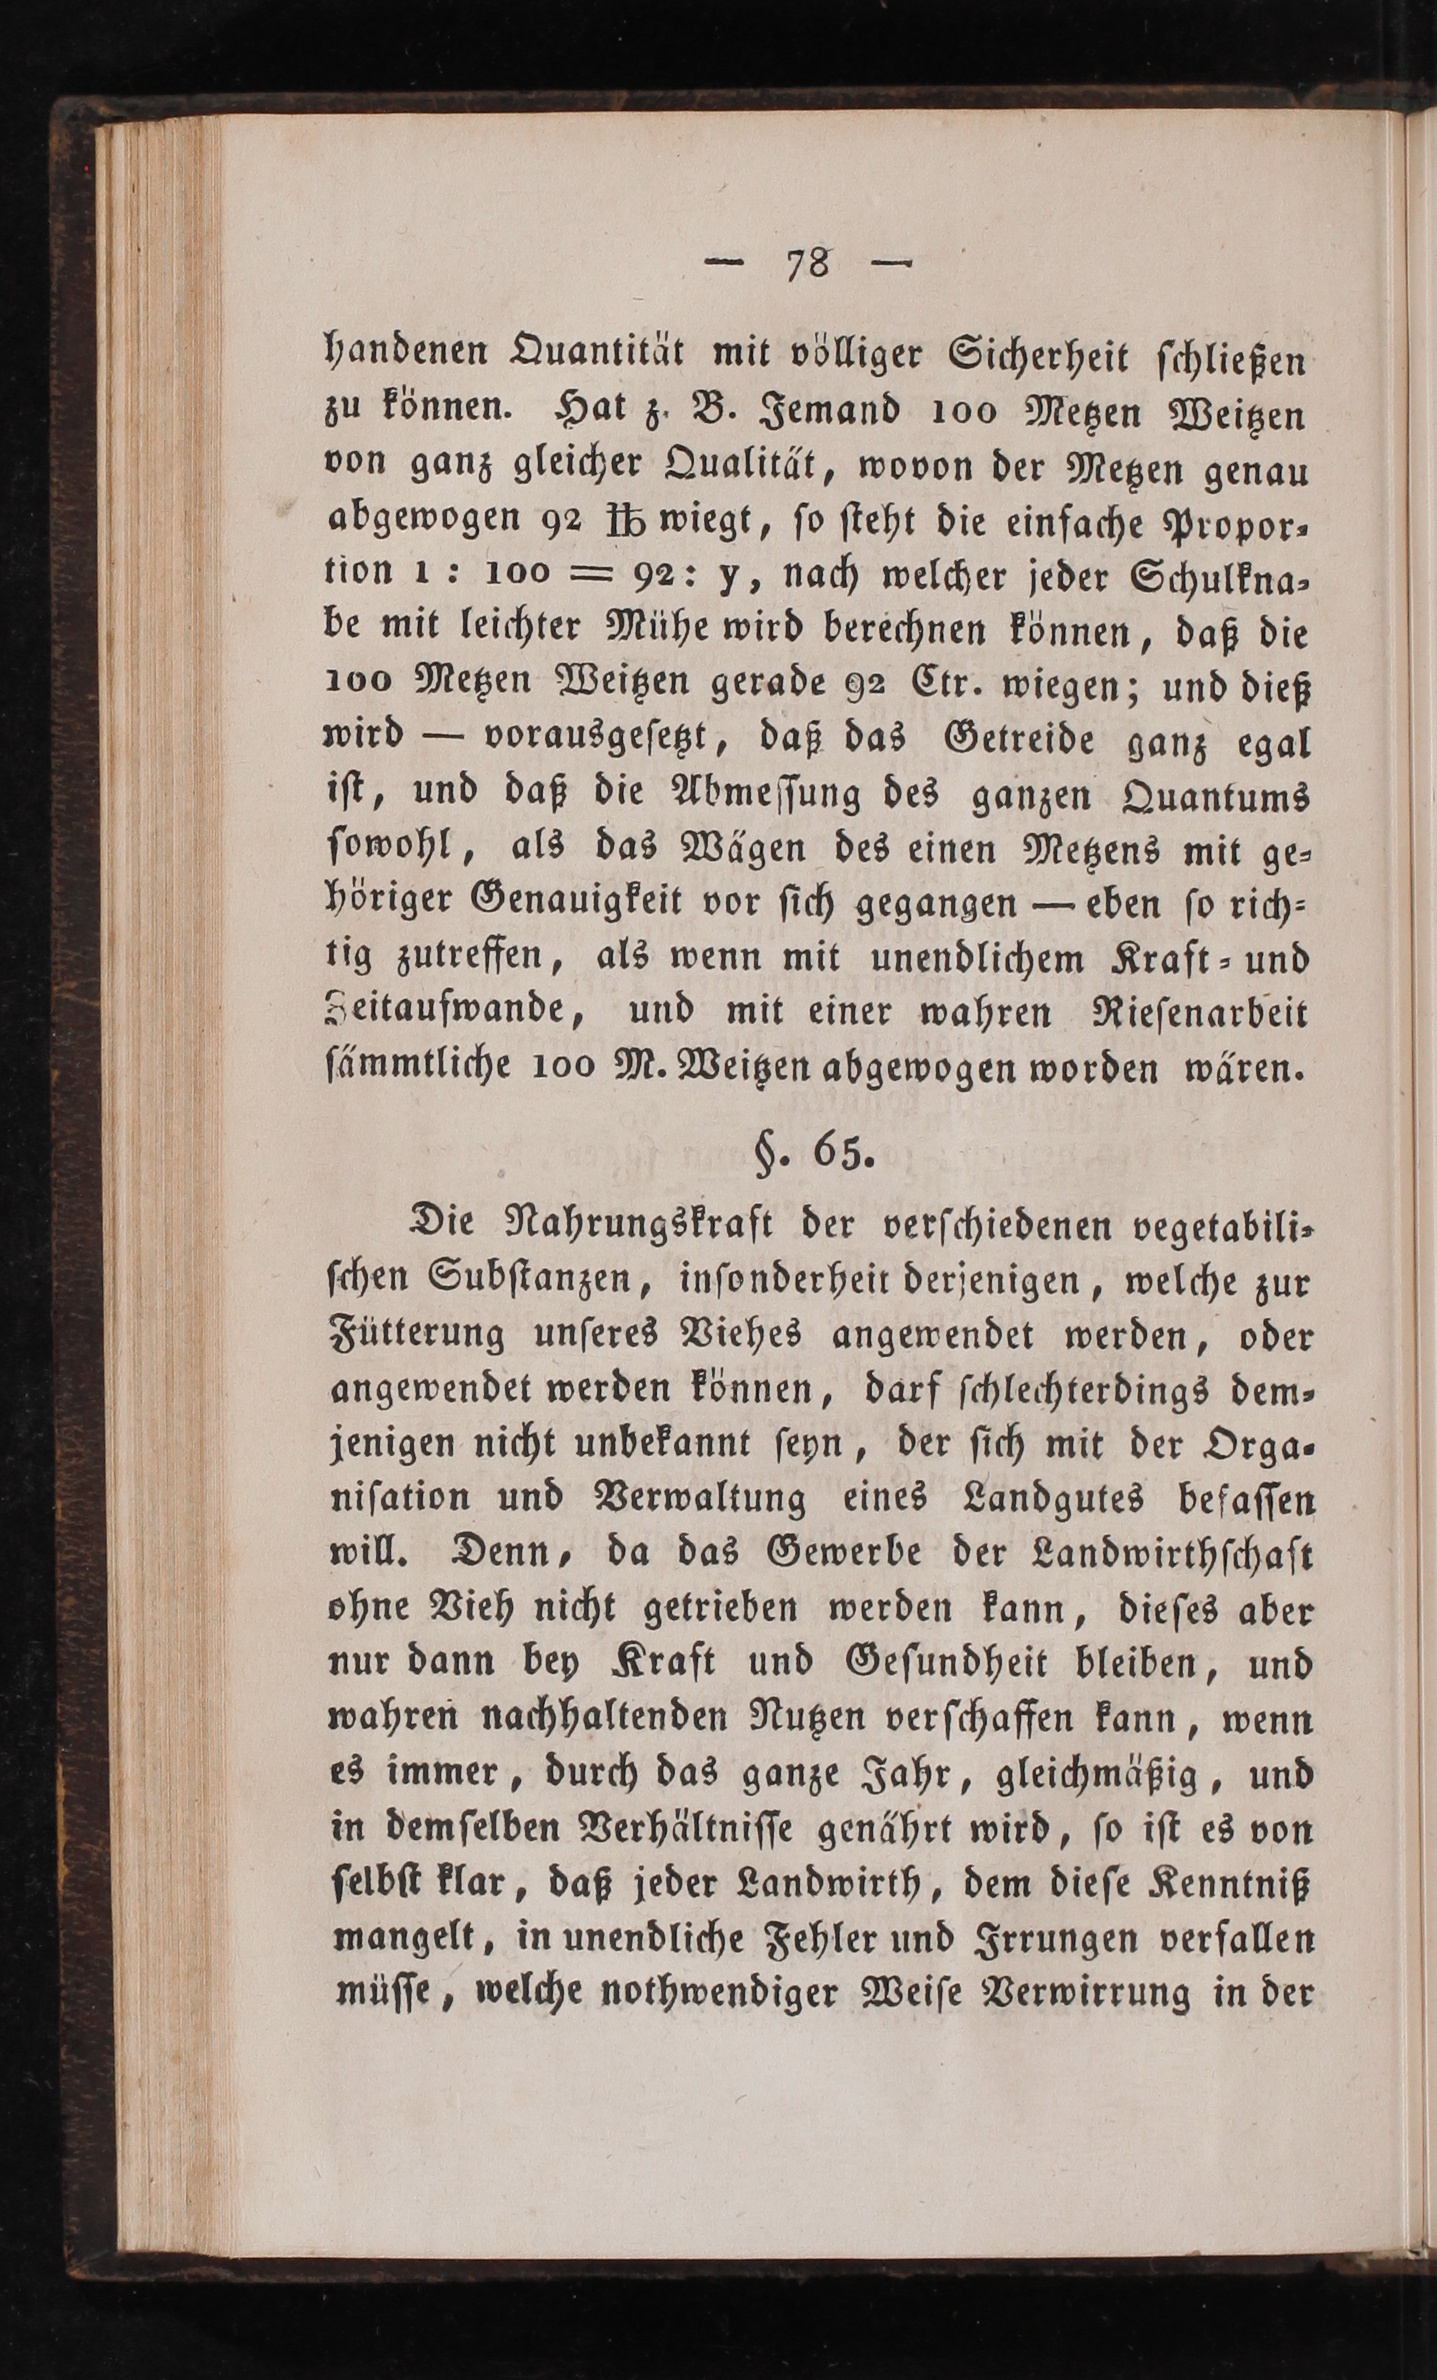 — 78 —
handenen Quantität mit völliger Sicherheit ſchließen
zu können. Hat z. B. Jemand 100 Metzen Weitzen
von ganz gleicher Qualität, wovon der Metzen genau
abgewogen 92 ℔ wiegt, ſo ſteht die einfache Propor-
tion 1 : 100 = 92 : y, nach welcher jeder Schulkna-
be mit leichter Mühe wird berechnen können, daß die
100 Metzen Weitzen gerade 92 Ctr. wiegen; und dieß
wird — vorausgeſetzt, daß das Getreide ganz egal
iſt, und daß die Abmeſſung des ganzen Quantums
ſowohl, als das Wägen des einen Metzens mit ge-
höriger Genauigkeit vor ſich gegangen — eben ſo rich-
tig zutreffen, als wenn mit unendlichem Kraft- und
Zeitaufwande, und mit einer wahren Rieſenarbeit
ſämmtliche 100 M. Weitzen abgewogen worden wären.
§. 65.
Die Nahrungskraft der verſchiedenen vegetabili-
ſchen Subſtanzen, inſonderheit derjenigen, welche zur
Fütterung unſeres Viehes angewendet werden, oder
angewendet werden können, darf ſchlechterdings dem-
jenigen nicht unbekannt ſeyn, der ſich mit der Orga-
niſation und Verwaltung eines Landgutes befaſſen
will. Denn, da das Gewerbe der Landwirthſchaft
ohne Vieh nicht getrieben werden kann, dieſes aber
nur dann bey Kraft und Geſundheit bleiben, und
wahren nachhaltenden Nutzen verſchaffen kann, wenn
es immer, durch das ganze Jahr, gleichmäßig, und
in demſelben Verhältniſſe genährt wird, ſo iſt es von
ſelbſt klar, daß jeder Landwirth, dem dieſe Kenntniß
mangelt, in unendliche Fehler und Irrungen verfallen
müſſe, welche nothwendiger Weiſe Verwirrung in der